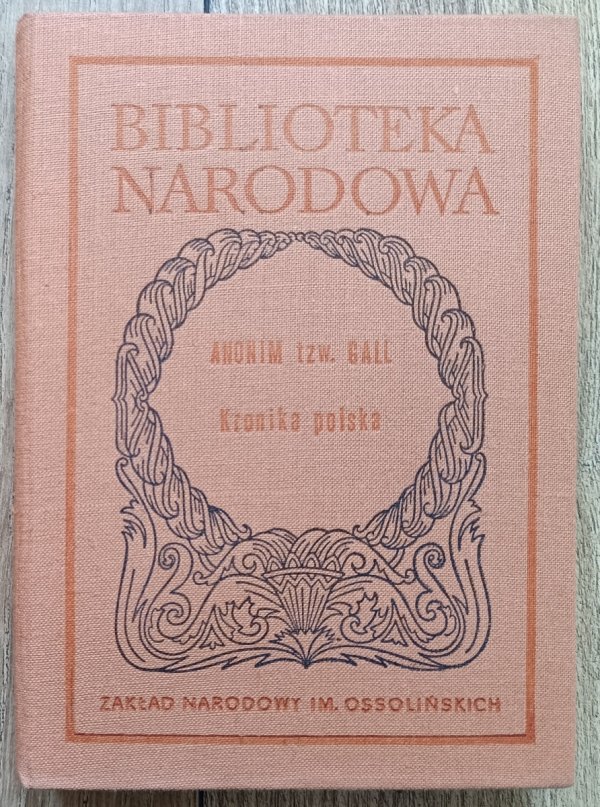 BIBLIOTEKA
NARODOWA
ANONIM tzw. GALL
Kronika polska
ZAKŁAD NARODOWY IM. OSSOLIŃSKICH